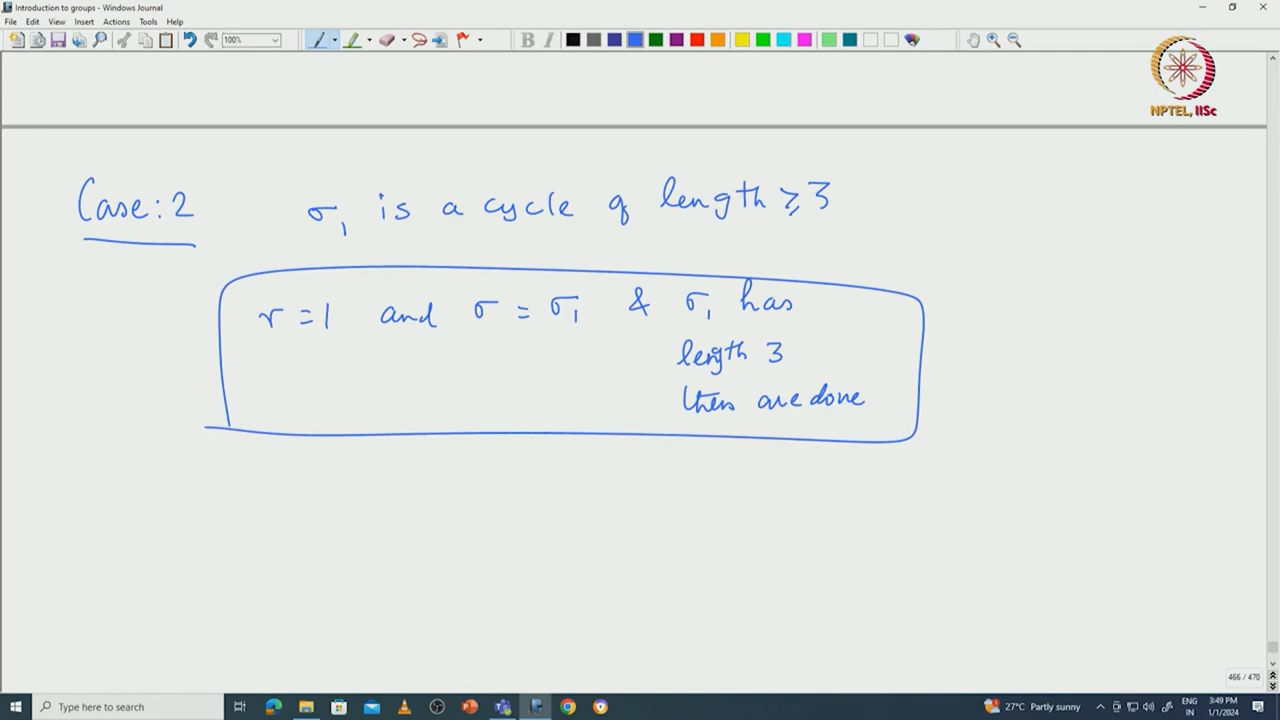 Introduction to groups - Windows Journal
File Edit View Insert Actions Tools Help
100%
NPTEL, IISc
Case: 2 σ₁ is a cycle of length ≥ 3
r = 1 and σ = σ₁ & σ₁ has
length 3
then are done
466 / 470
Type here to search
27°C Partly sunny
ENG
IN
3:49 PM
1/1/2024